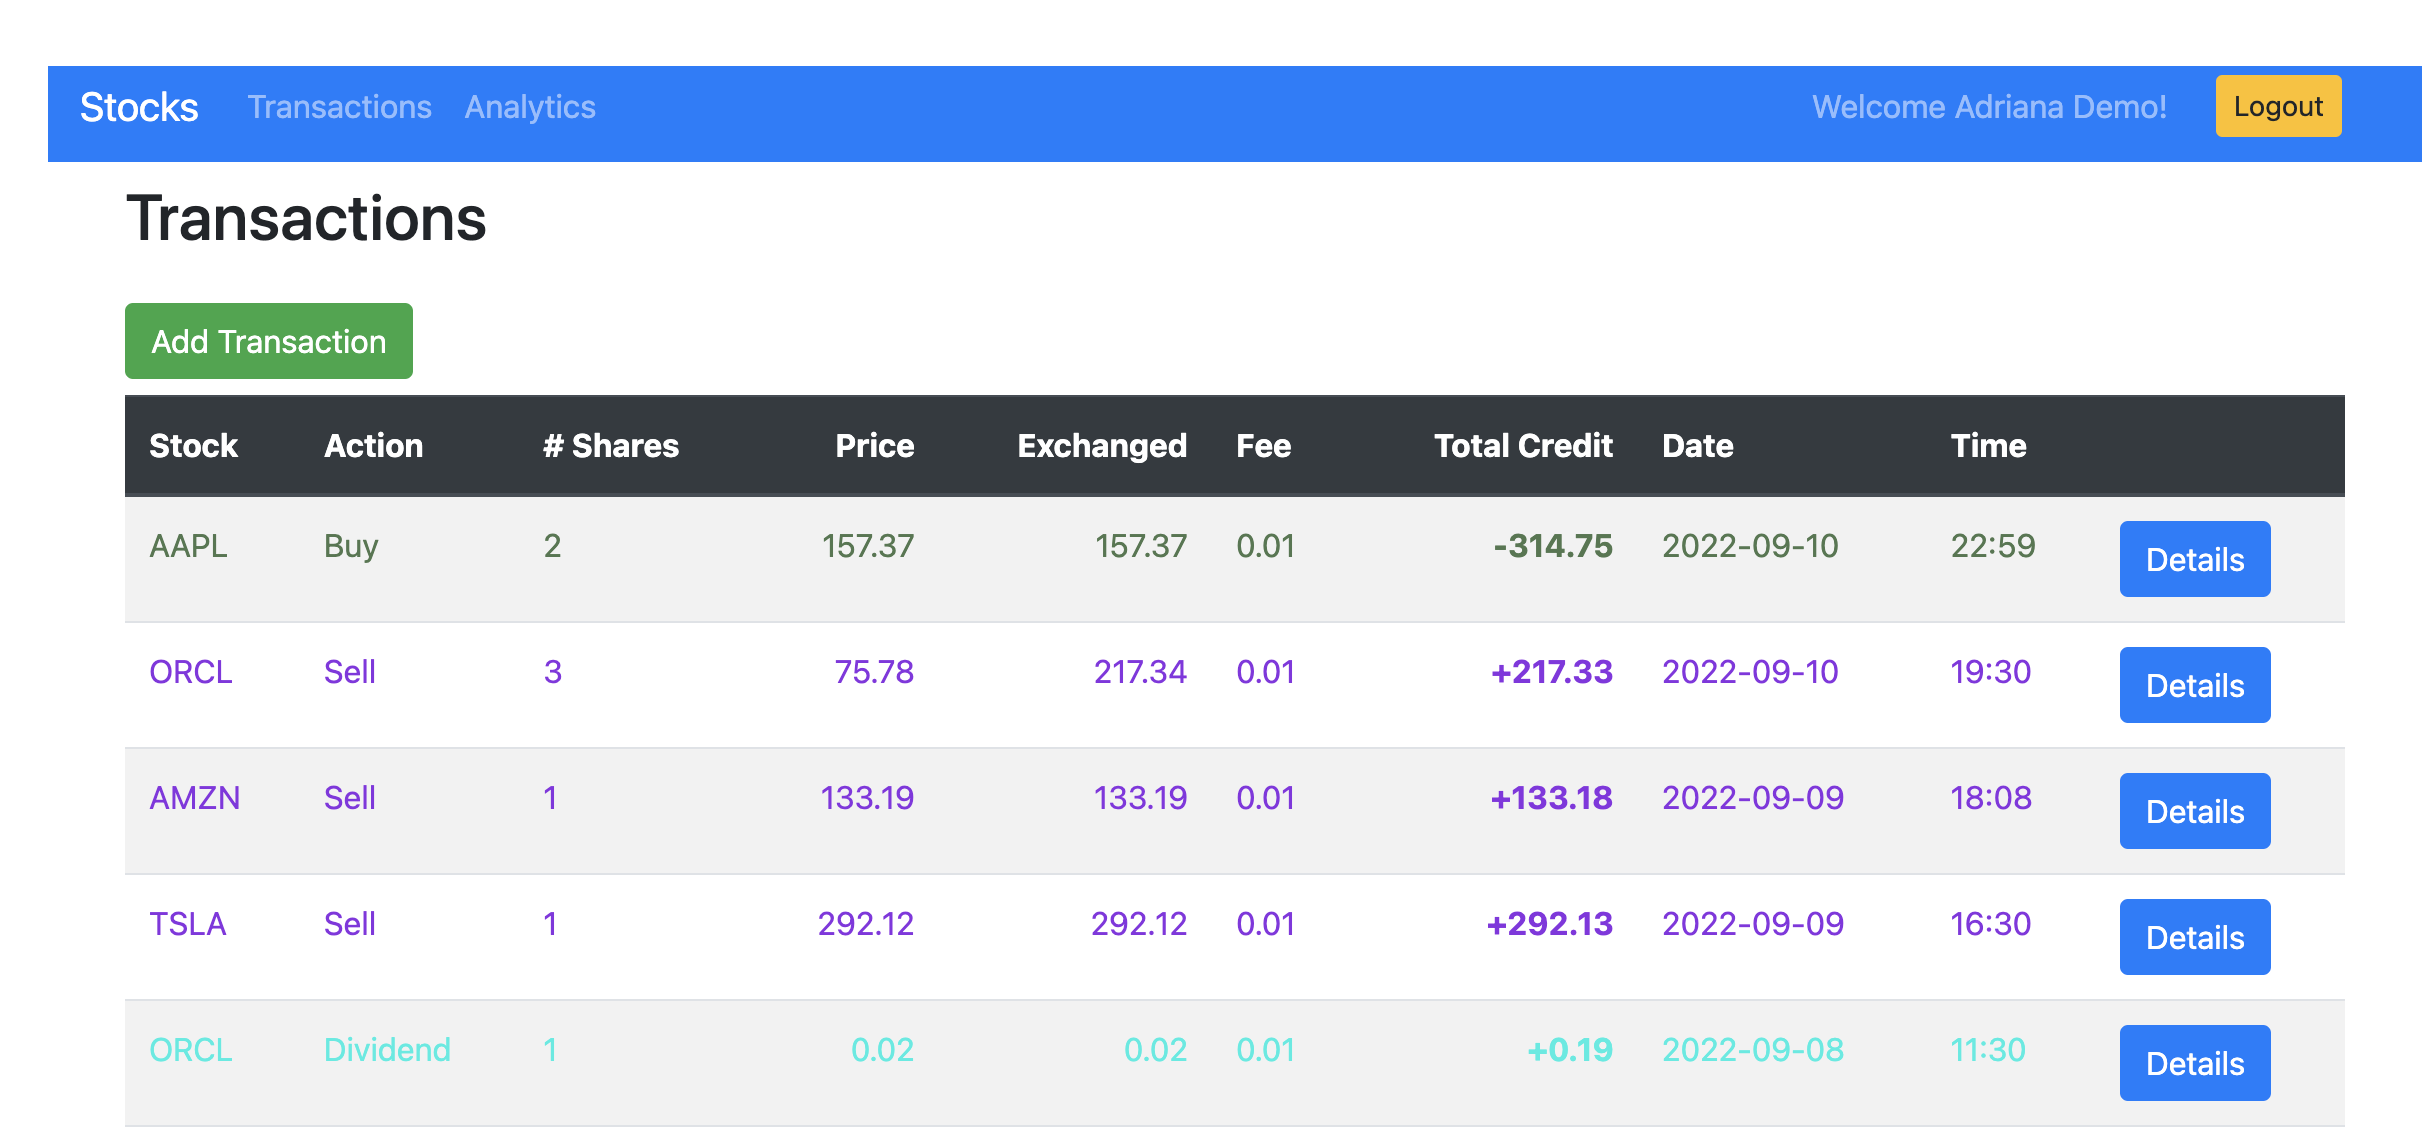 Stocks Transactions Analytics Welcome Adriana Demo! Logout
Transactions
Add Transaction
Stock Action # Shares Price Exchanged Fee Total Credit Date Time
AAPL Buy 2 157.37 157.37 0.01 -314.75 2022-09-10 22:59 Details
ORCL Sell 3 75.78 217.34 0.01 +217.33 2022-09-10 19:30 Details
AMZN Sell 1 133.19 133.19 0.01 +133.18 2022-09-09 18:08 Details
TSLA Sell 1 292.12 292.12 0.01 +292.13 2022-09-09 16:30 Details
ORCL Dividend 1 0.02 0.02 0.01 +0.19 2022-09-08 11:30 Details